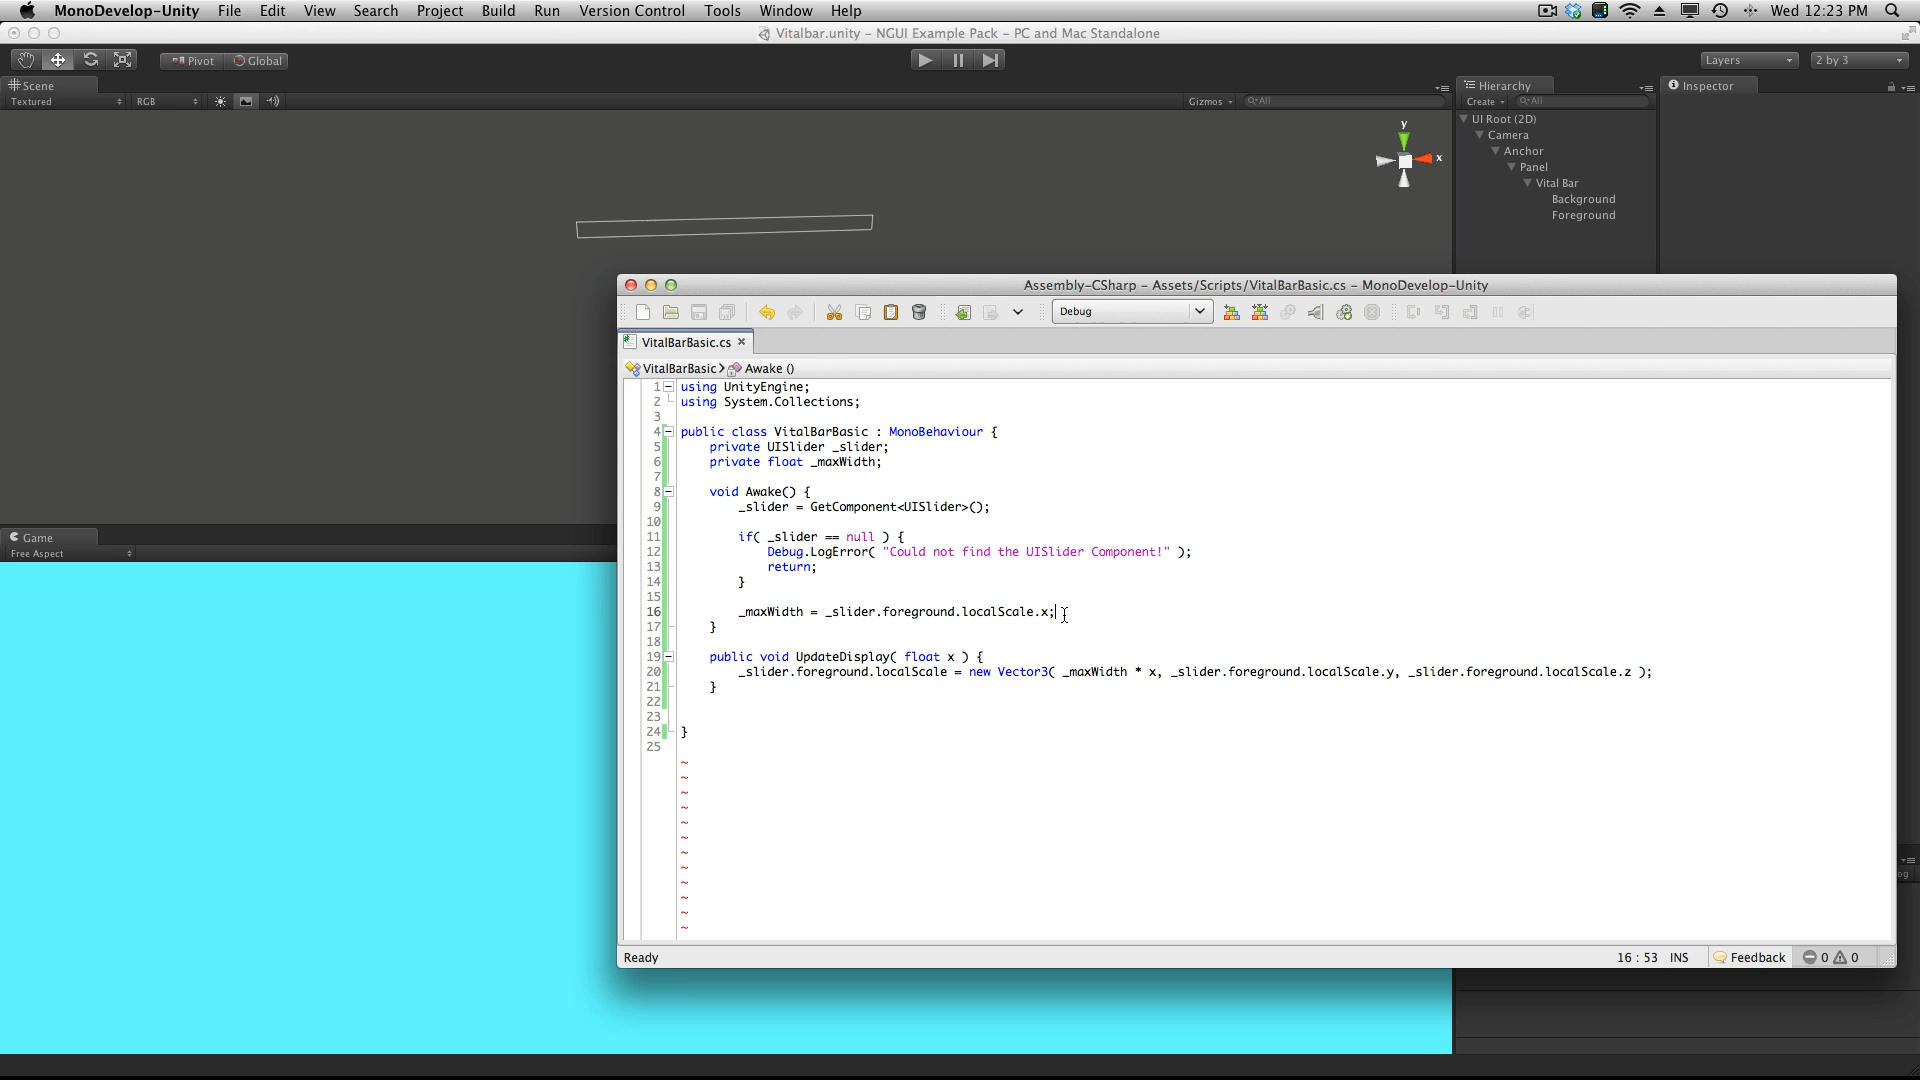 MonoDevelop-Unity File Edit View Search Project Build Run Version Control Tools Window Help Wed 12:23 PM
Vitalbar.unity – NGUI Example Pack – PC and Mac Standalone
Pivot Global Layers 2 by 3
Scene Hierarchy Inspector
Textured RGB Gizmos All Create All
y
x
UI Root (2D)
Camera
Anchor
Panel
Vital Bar
Background
Foreground
Game
Free Aspect
Assembly-CSharp – Assets/Scripts/VitalBarBasic.cs – MonoDevelop-Unity
Debug
VitalBarBasic.cs
VitalBarBasic Awake ()
1 using UnityEngine;
2 using System.Collections;
3
4 public class VitalBarBasic : MonoBehaviour {
5 private UISlider _slider;
6 private float _maxWidth;
7
8 void Awake() {
9 _slider = GetComponent<UISlider>();
10
11 if( _slider == null ) {
12 Debug.LogError( "Could not find the UISlider Component!" );
13 return;
14 }
15
16 _maxWidth = _slider.foreground.localScale.x;
17 }
18
19 public void UpdateDisplay( float x ) {
20 _slider.foreground.localScale = new Vector3( _maxWidth * x, _slider.foreground.localScale.y, _slider.foreground.localScale.z );
21 }
22
23
24 }
25
~
~
~
~
~
~
~
~
~
~
~
~
Ready 16 : 53 INS Feedback 0 0